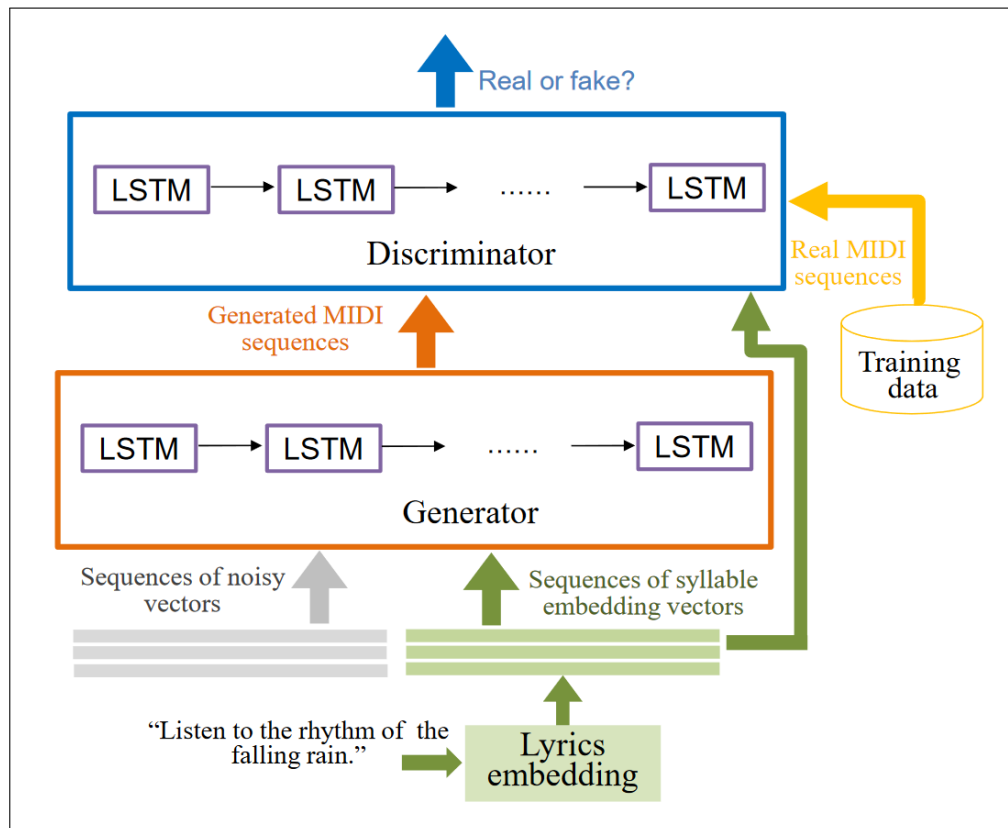 Real or fake?
LSTM
LSTM
......
LSTM
Discriminator
Real MIDI
sequences
Generated MIDI
sequences
Training
data
LSTM
LSTM
......
LSTM
Generator
Sequences of noisy
vectors
Sequences of syllable
embedding vectors
“Listen to the rhythm of the
falling rain.”
Lyrics
embedding